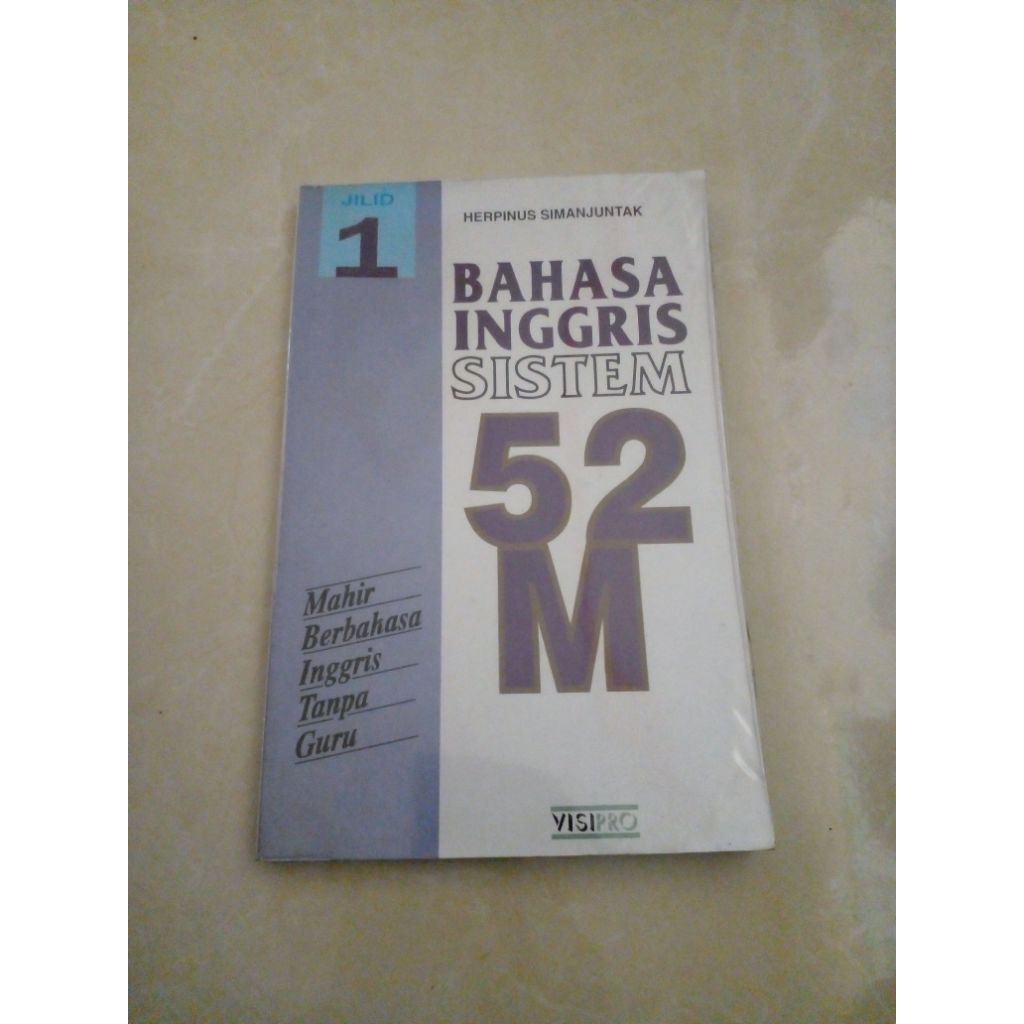 JILID
1
HERPINUS SIMANJUNTAK
BAHASA
INGGRIS
SISTEM
52
M
Mahir
Berbahasa
Inggris
Tanpa
Guru
VISIPRO